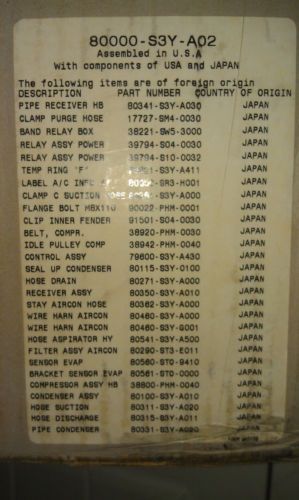 80000-S3Y-A02
Assembled in U.S.A
With components of USA and JAPAN
The following items are of foreign origin
DESCRIPTION PART NUMBER COUNTRY OF ORIGIN
PIPE RECEIVER HB 80341-S3Y-A030 JAPAN
CLAMP PURGE HOSE 17727-SM4-0030 JAPAN
BAND RELAY BOX 38221-SW5-3000 JAPAN
RELAY ASSY POWER 39794-S04-0030 JAPAN
RELAY ASSY POWER 39794-S10-0032 JAPAN
TEMP RING JAPAN
LABEL A/C JAPAN
CLAMP C SUCTION JAPAN
FLANGE BOLT M8X110 90022-PHM-0001 JAPAN
CLIP INNER FENDER 91501-S04-0030 JAPAN
BELT, COMPR. 38920-PHM-0030 JAPAN
IDLE PULLEY COMP 38942-PHM-0040 JAPAN
CONTROL ASSY 79600-S3Y-A430 JAPAN
SEAL UP CONDENSER 80115-S3Y-0100 JAPAN
HOSE DRAIN 80271-S3Y-A000 JAPAN
RECEIVER ASSY 80350-S3Y-A010 JAPAN
STAY AIRCON HOSE 80362-S3Y-A000 JAPAN
WIRE HARN AIRCON 80460-S3Y-A000 JAPAN
WIRE HARN AIRCON 80460-S3Y-G001 JAPAN
HOSE ASPIRATOR HY 80541-S3Y-A500 JAPAN
FILTER ASSY AIRCON 80290-ST3-E011 JAPAN
SENSOR EVAP 80560-ST0-9410 JAPAN
BRACKET SENSOR EVAP 80561-ST0-0000 JAPAN
COMPRESSOR ASSY HB 38800-PHM-0040 JAPAN
CONDENSER ASSY 80100-S3Y-A010 JAPAN
HOSE SUCTION 80311-S3Y-A020 JAPAN
HOSE DISCHARGE 80315-S3Y-A011 JAPAN
PIPE CONDENSER 80331-S3Y-A020 JAPAN